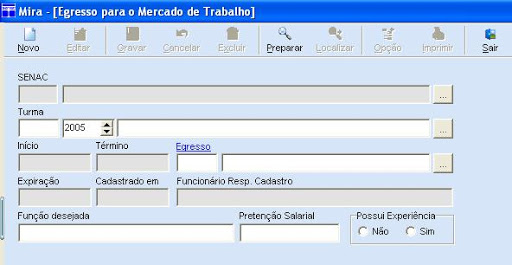 Mira - [Egresso para o Mercado de Trabalho]
Novo Editar Gravar Cancelar Excluir Preparar Localizar Opção Imprimir Sair
SENAC
...
Turma
2005 ...
Início Término Egresso
...
Expiração Cadastrado em Funcionário Resp. Cadastro
Função desejada Pretenção Salarial Possui Experiência
Não Sim